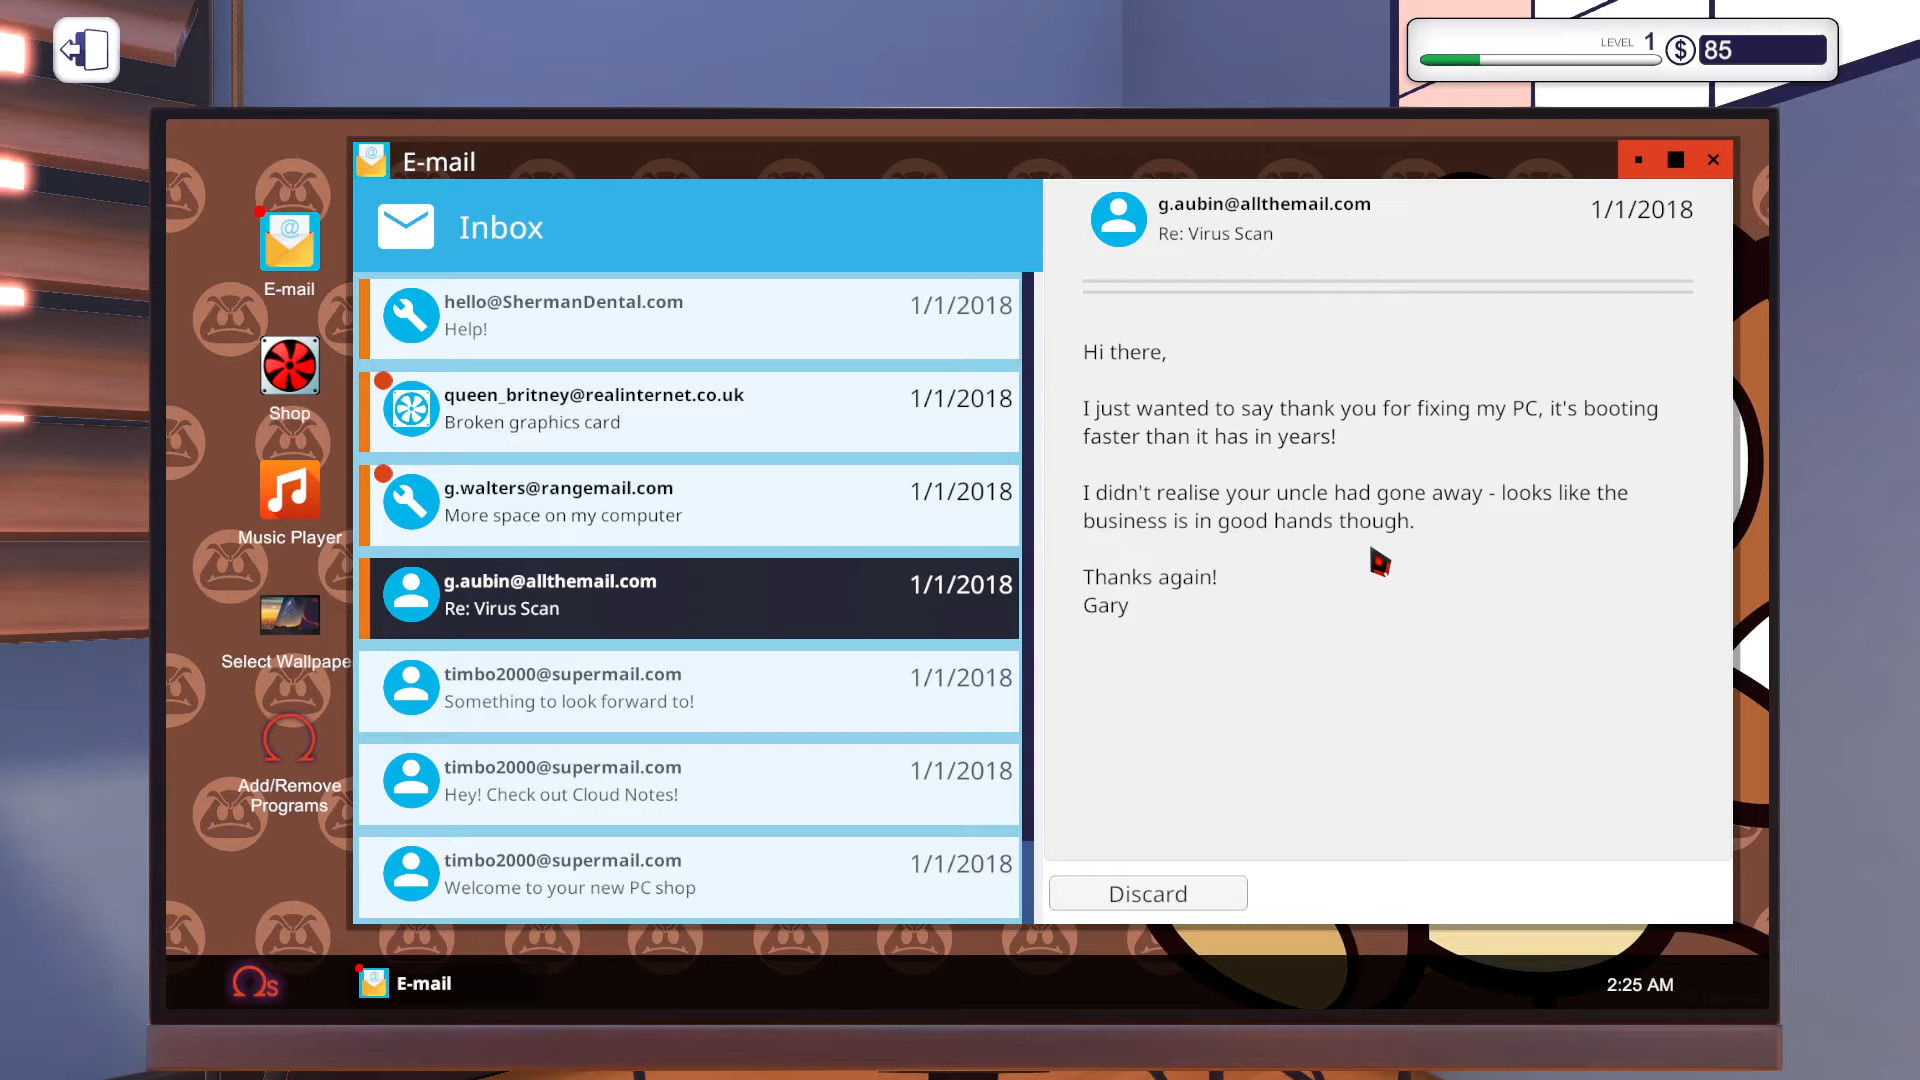 LEVEL 1
$ 85
E-mail
Inbox
hello@ShermanDental.com 1/1/2018
Help!
queen_britney@realinternet.co.uk 1/1/2018
Broken graphics card
g.walters@rangemail.com 1/1/2018
More space on my computer
g.aubin@allthemail.com 1/1/2018
Re: Virus Scan
timbo2000@supermail.com 1/1/2018
Something to look forward to!
timbo2000@supermail.com 1/1/2018
Hey! Check out Cloud Notes!
timbo2000@supermail.com 1/1/2018
Welcome to your new PC shop
g.aubin@allthemail.com 1/1/2018
Re: Virus Scan
Hi there,
I just wanted to say thank you for fixing my PC, it's booting
faster than it has in years!
I didn't realise your uncle had gone away - looks like the
business is in good hands though.
Thanks again!
Gary
Discard
E-mail
Shop
Music Player
Select Wallpape
Add/Remove
Programs
Ωs
E-mail
2:25 AM